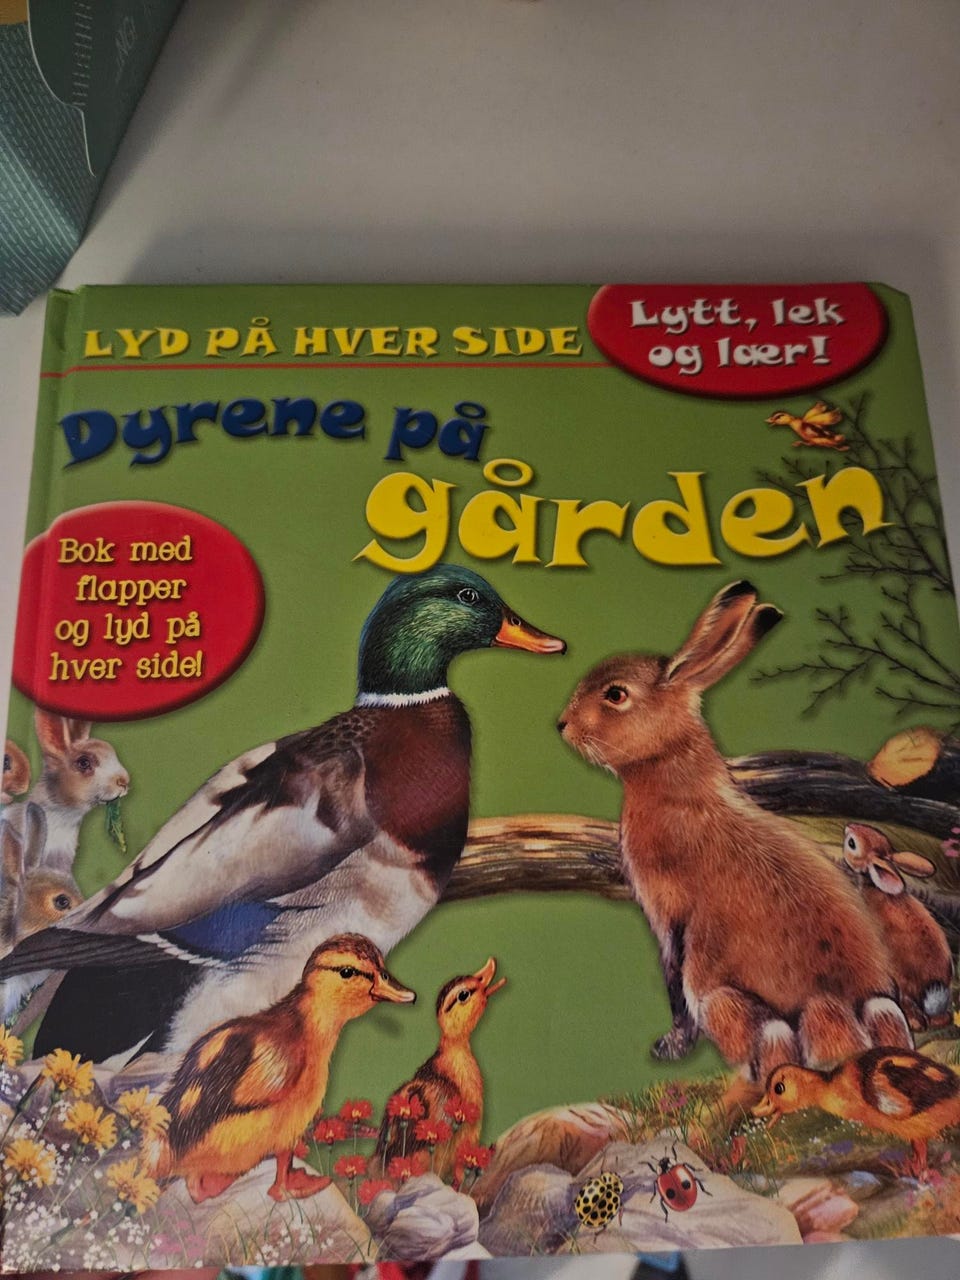 LYD PÅ HVER SIDE
Lytt, lek
og lær!
Dyrene på
gården
Bok med
flapper
og lyd på
hver side!